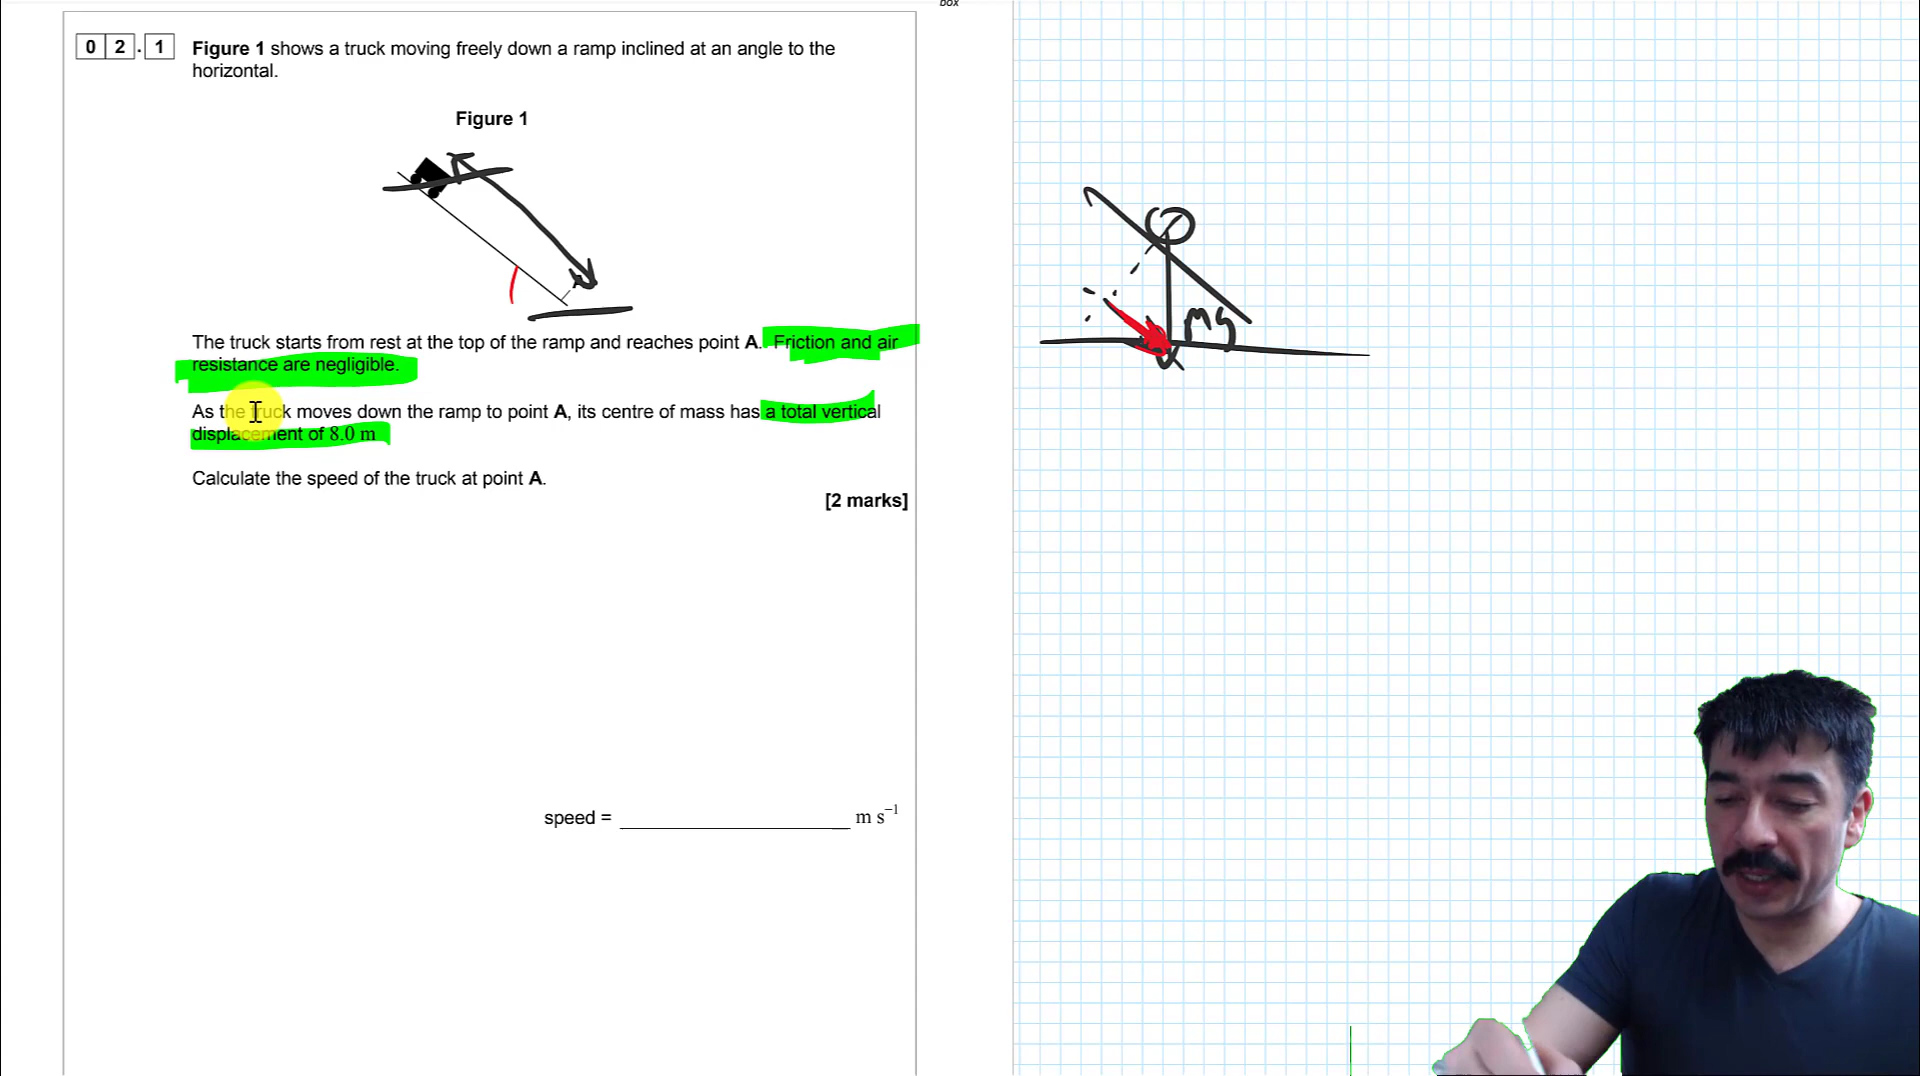 box
02.1 Figure 1 shows a truck moving freely down a ramp inclined at an angle to the
horizontal.
Figure 1
mg
The truck starts from rest at the top of the ramp and reaches point A. Friction and air
resistance are negligible.
As the truck moves down the ramp to point A, its centre of mass has a total vertical
displacement of 8.0 m
Calculate the speed of the truck at point A.
[2 marks]
speed = ____ m s⁻¹